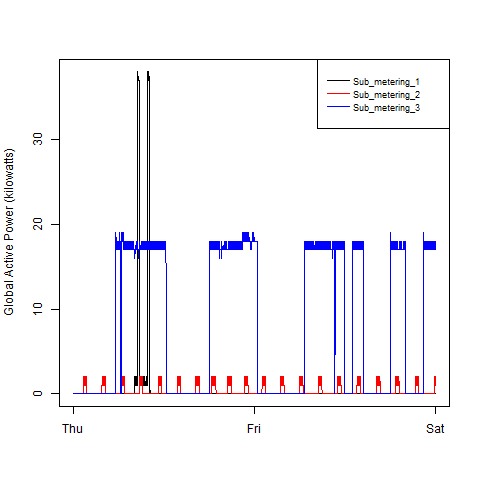 Sub_metering_1
Sub_metering_2
Sub_metering_3
Global Active Power (kilowatts)
30
20
10
0
Thu Fri Sat